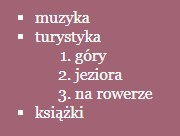 ▪ muzyka
▪ turystyka
1. góry
2. jeziora
3. na rowerze
▪ książki